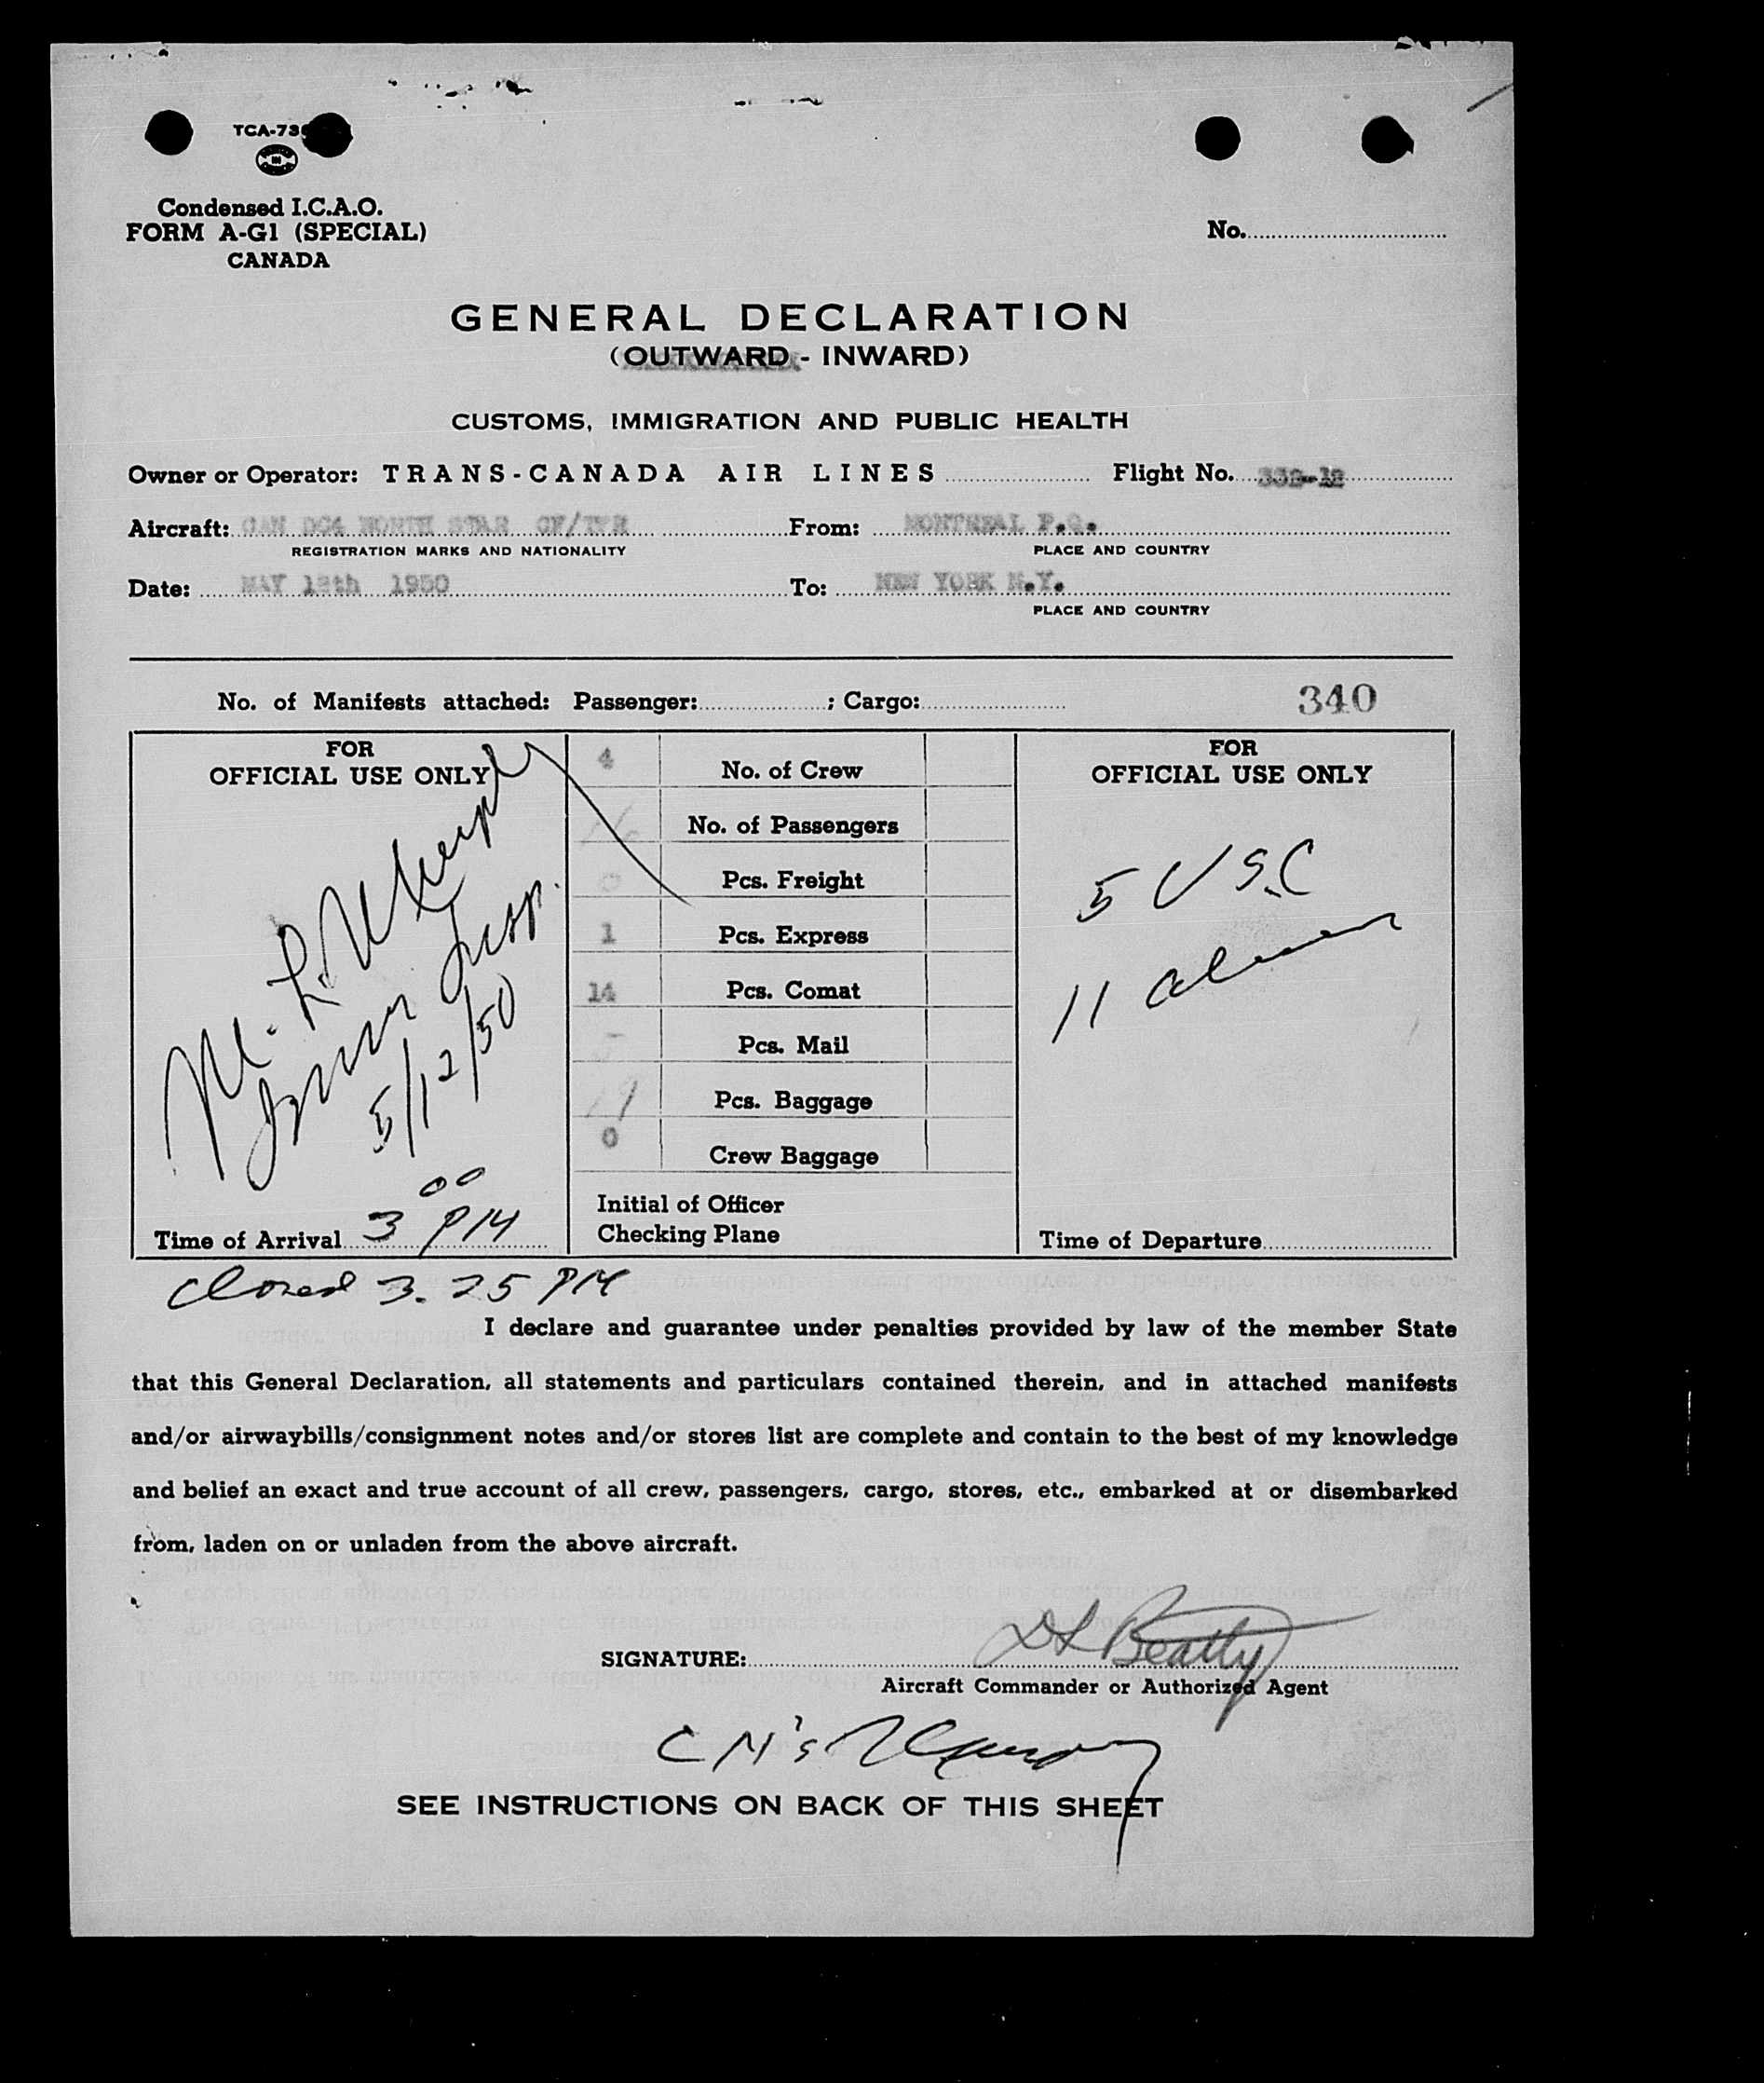 TCA-73
Condensed I.C.A.O.
FORM A-G1 (SPECIAL)
CANADA
No.
GENERAL DECLARATION
(OUTWARD - INWARD)
CUSTOMS, IMMIGRATION AND PUBLIC HEALTH
Owner or Operator: TRANS-CANADA AIR LINES Flight No.
Aircraft: CAN DC4 NORTH STAR From: MONTREAL P.Q.
REGISTRATION MARKS AND NATIONALITY PLACE AND COUNTRY
Date: MAY 12th 1950 To: NEW YORK N.Y.
PLACE AND COUNTRY
No. of Manifests attached: Passenger: ; Cargo: 340
FOR
OFFICIAL USE ONLY
M. L.
Immr Insp.
5/12/50
3 00 PM
Time of Arrival
4 No. of Crew
No. of Passengers
0 Pcs. Freight
1 Pcs. Express
14 Pcs. Comat
Pcs. Mail
19 Pcs. Baggage
0 Crew Baggage
Initial of Officer
Checking Plane
FOR
OFFICIAL USE ONLY
5 USC
11 aliens
Time of Departure
Closed 3.25 PM
I declare and guarantee under penalties provided by law of the member State
that this General Declaration, all statements and particulars contained therein, and in attached manifests
and/or airwaybills/consignment notes and/or stores list are complete and contain to the best of my knowledge
and belief an exact and true account of all crew, passengers, cargo, stores, etc., embarked at or disembarked
from, laden on or unladen from the above aircraft.
SIGNATURE: DL Beatty
Aircraft Commander or Authorized Agent
SEE INSTRUCTIONS ON BACK OF THIS SHEET